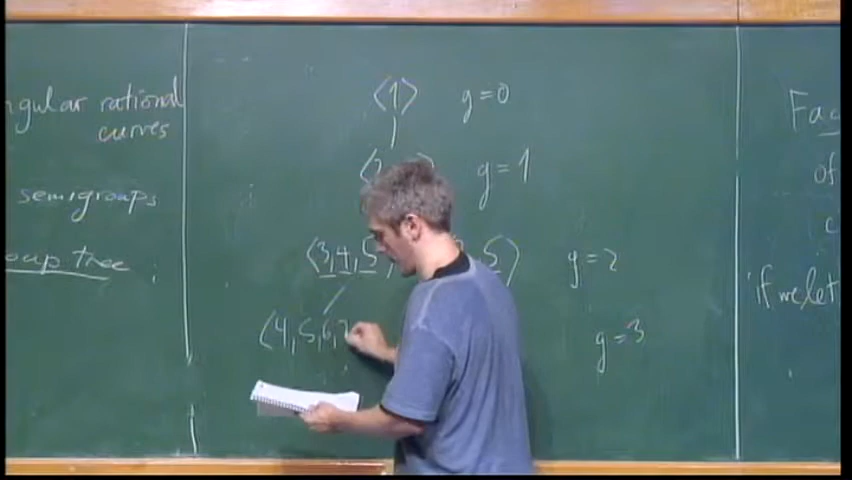 ngular rational
curves
semigroups
oup tree ;
⟨1⟩ g=0
g=1
⟨3,4,5 5⟩ g=2
⟨4,5,6,7 g=3
Fa
of
c
if we let